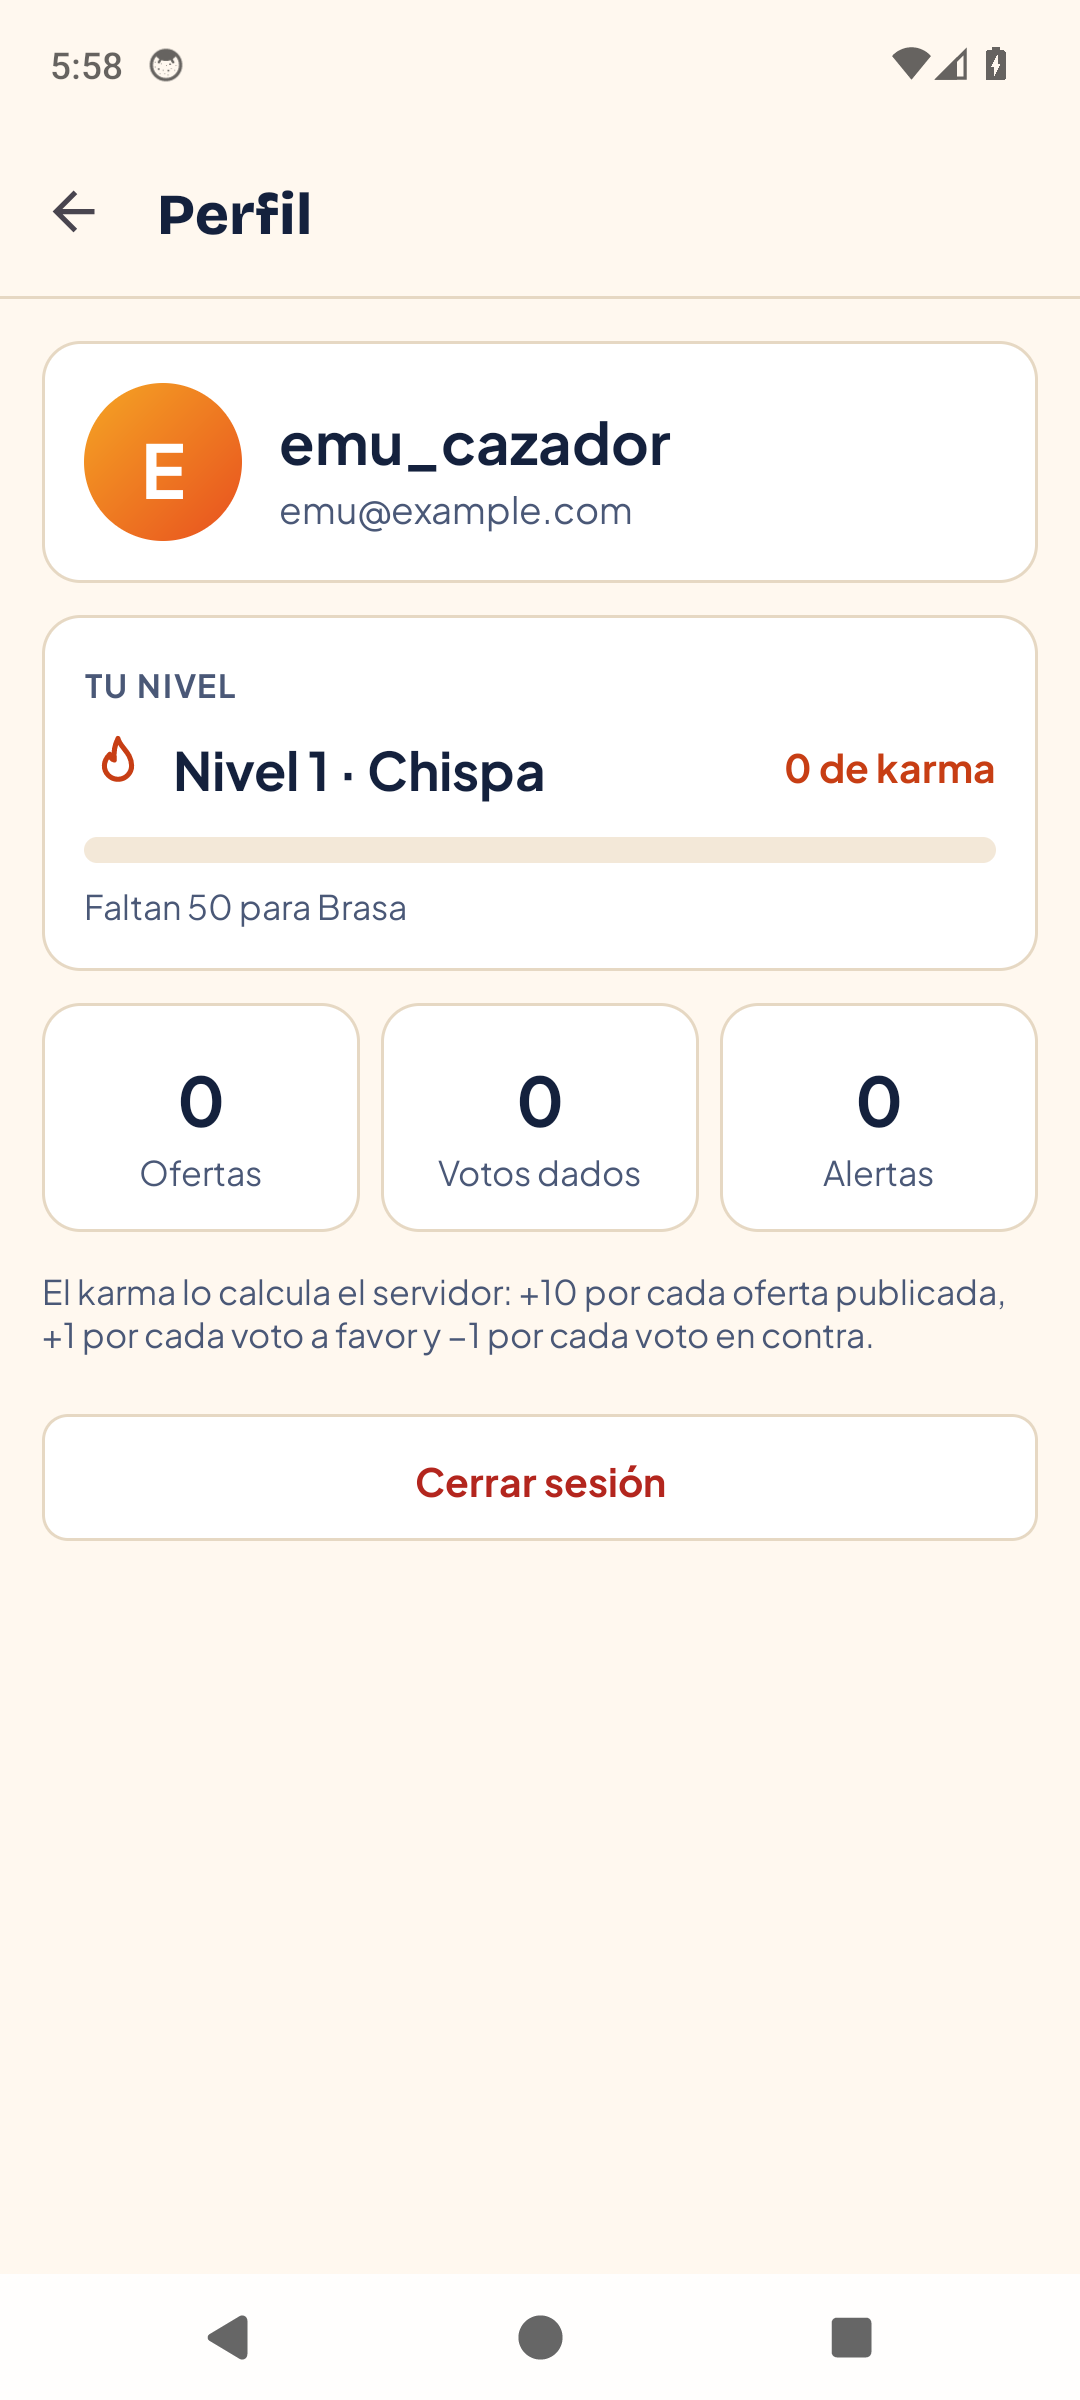 5:58
Perfil
E
emu_cazador
emu@example.com
TU NIVEL
Nivel 1 · Chispa
0 de karma
Faltan 50 para Brasa
0
Ofertas
0
Votos dados
0
Alertas
El karma lo calcula el servidor: +10 por cada oferta publicada,
+1 por cada voto a favor y −1 por cada voto en contra.
Cerrar sesión